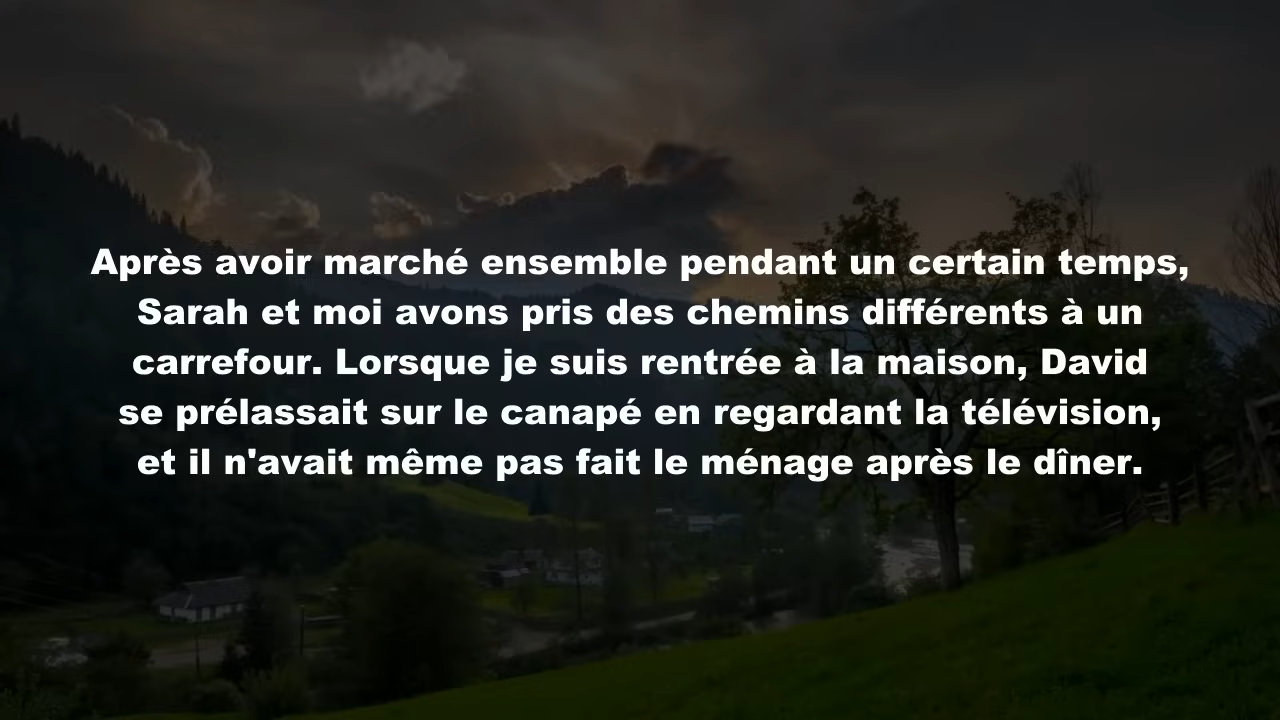 Après avoir marché ensemble pendant un certain temps,
Sarah et moi avons pris des chemins différents à un
carrefour. Lorsque je suis rentrée à la maison, David
se prélassait sur le canapé en regardant la télévision,
et il n'avait même pas fait le ménage après le dîner.